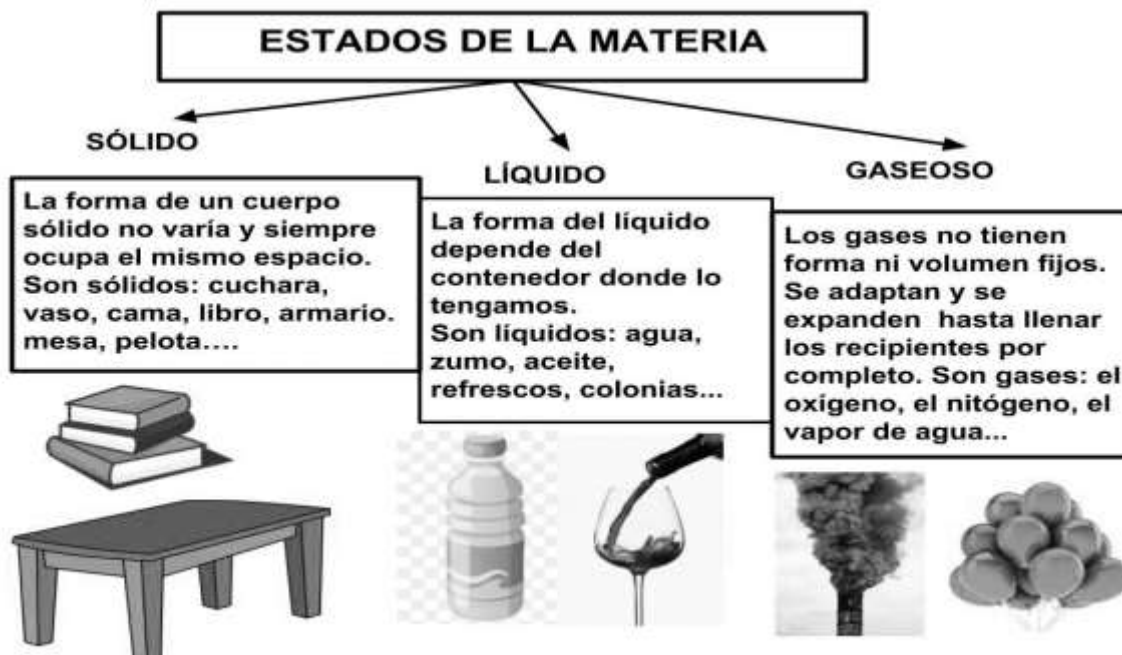 ESTADOS DE LA MATERIA
SÓLIDO
La forma de un cuerpo
sólido no varía y siempre
ocupa el mismo espacio.
Son sólidos: cuchara,
vaso, cama, libro, armario.
mesa, pelota....
LÍQUIDO
La forma del líquido
depende del
contenedor donde lo
tengamos.
Son líquidos: agua,
zumo, aceite,
refrescos, colonias...
GASEOSO
Los gases no tienen
forma ni volumen fijos.
Se adaptan y se
expanden hasta llenar
los recipientes por
completo. Son gases: el
oxígeno, el nitógeno, el
vapor de agua...